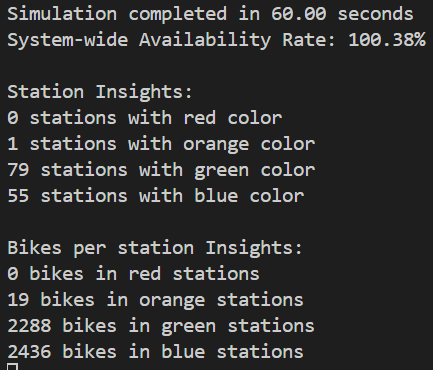 Simulation completed in 60.00 seconds
System-wide Availability Rate: 100.38%
Station Insights:
0 stations with red color
1 stations with orange color
79 stations with green color
55 stations with blue color
Bikes per station Insights:
0 bikes in red stations
19 bikes in orange stations
2288 bikes in green stations
2436 bikes in blue stations